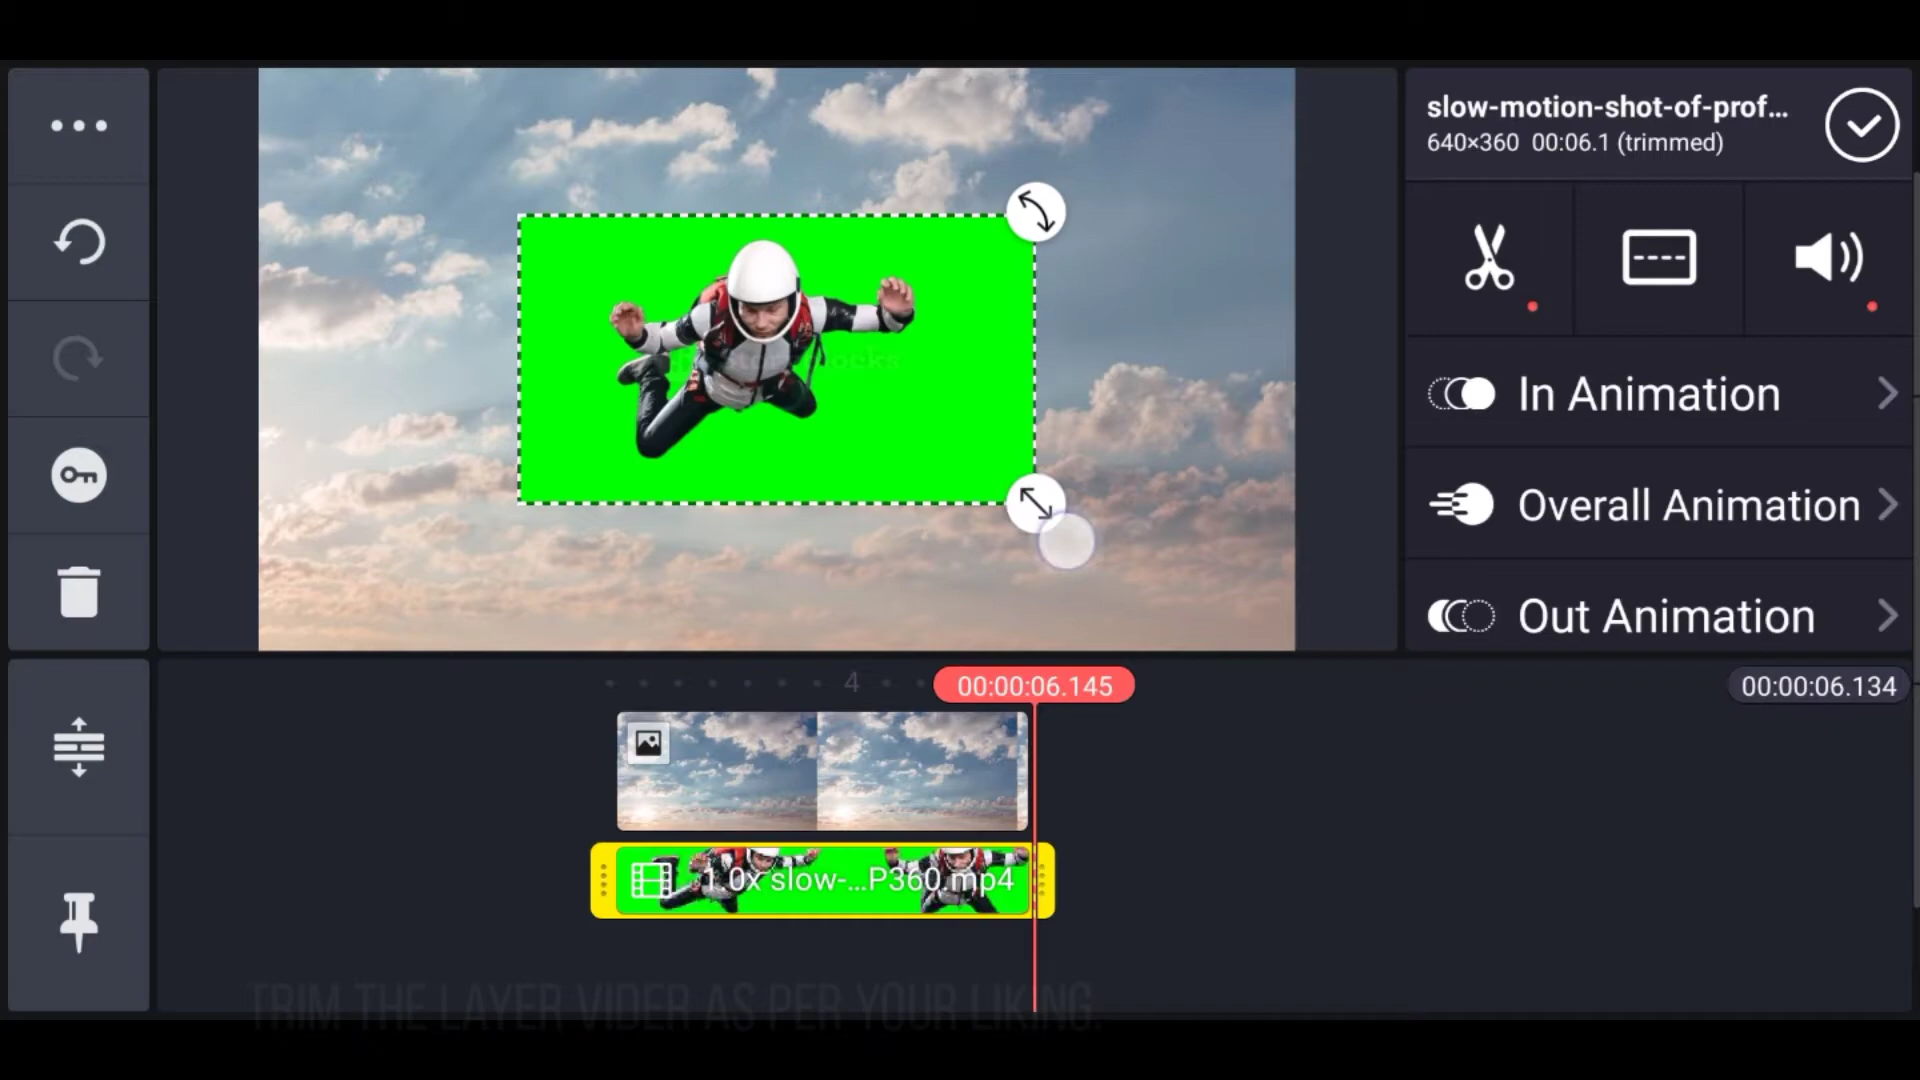 slow-motion-shot-of-prof...
640×360 00:06.1 (trimmed)
In Animation
Overall Animation
Out Animation
4
00:00:06.145
00:00:06.134
1.0x slow-...P360.mp4
TRIM THE LAYER VIDER AS PER YOUR LIKING.